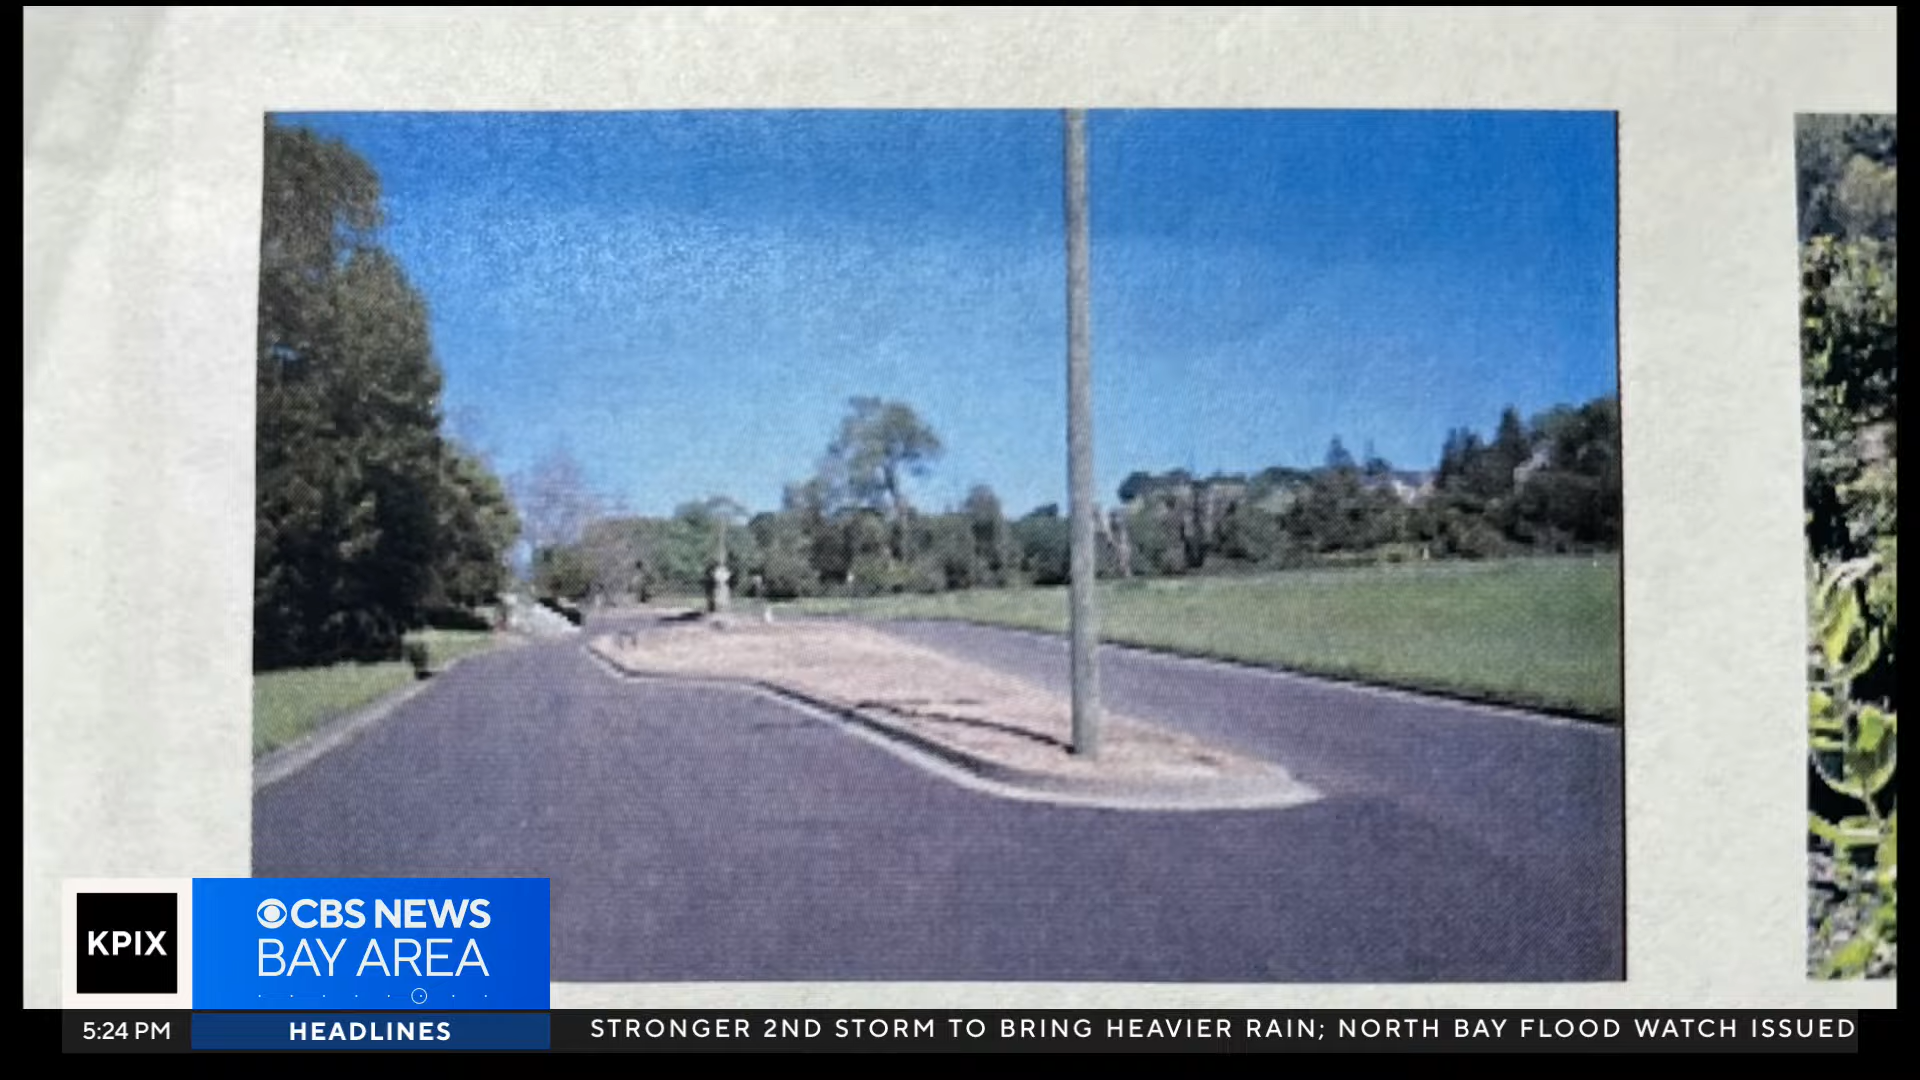 KPIX
CBS NEWS
BAY AREA
5:24 PM
HEADLINES
STRONGER 2ND STORM TO BRING HEAVIER RAIN; NORTH BAY FLOOD WATCH ISSUED